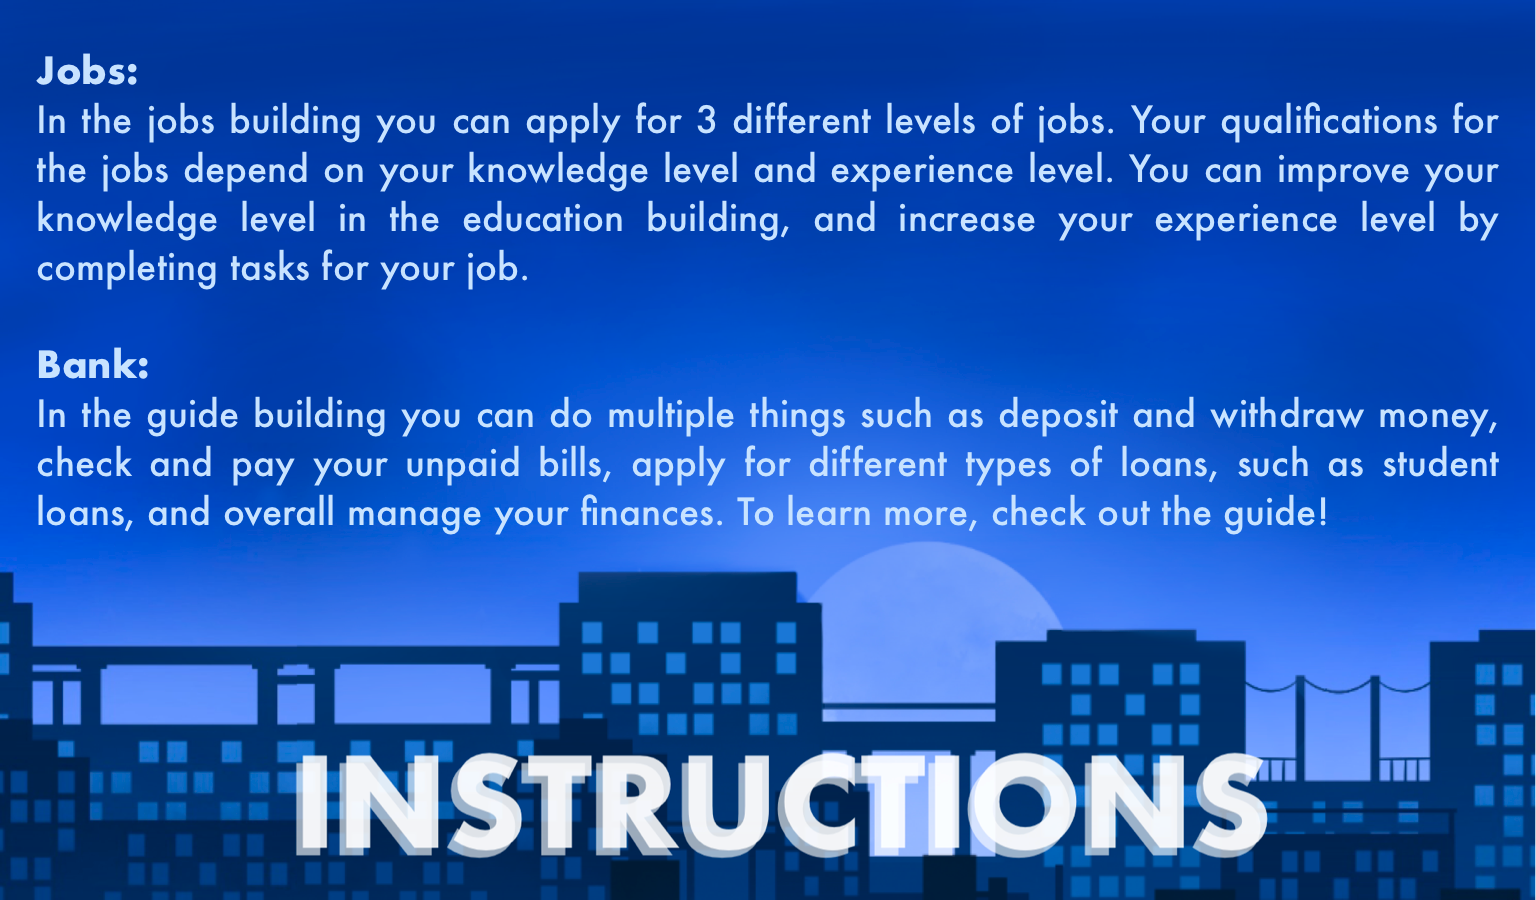 Jobs:
In the jobs building you can apply for 3 different levels of jobs. Your qualifications for
the jobs depend on your knowledge level and experience level. You can improve your
knowledge level in the education building, and increase your experience level by
completing tasks for your job.
Bank:
In the guide building you can do multiple things such as deposit and withdraw money,
check and pay your unpaid bills, apply for different types of loans, such as student
loans, and overall manage your finances. To learn more, check out the guide!
INSTRUCTIONS